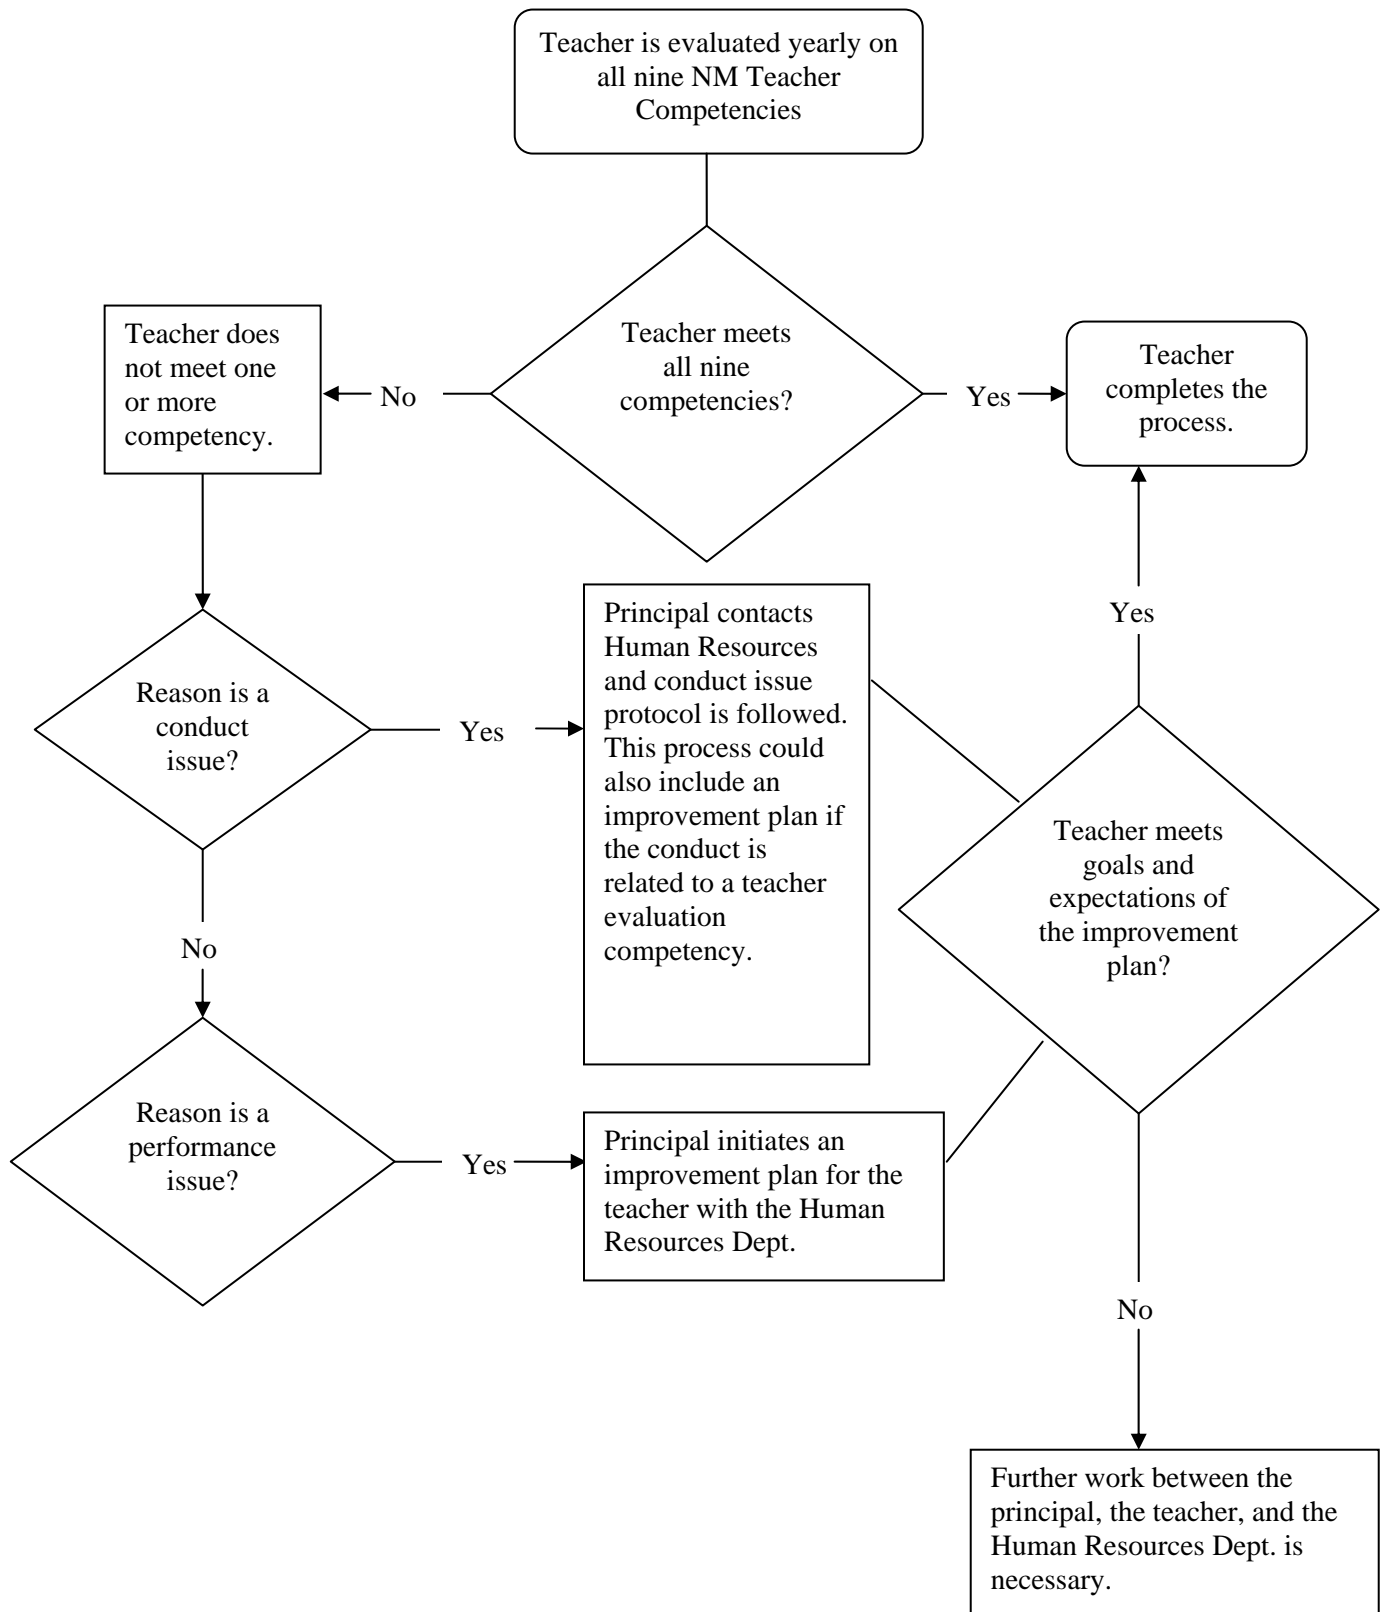 Teacher is evaluated yearly on
all nine NM Teacher
Competencies
Teacher meets
all nine
competencies?
No
Yes
Teacher does
not meet one
or more
competency.
Teacher
completes the
process.
Yes
Reason is a
conduct
issue?
Yes
Principal contacts
Human Resources
and conduct issue
protocol is followed.
This process could
also include an
improvement plan if
the conduct is
related to a teacher
evaluation
competency.
Teacher meets
goals and
expectations of
the improvement
plan?
No
Reason is a
performance
issue?
Yes
Principal initiates an
improvement plan for the
teacher with the Human
Resources Dept.
No
Further work between the
principal, the teacher, and the
Human Resources Dept. is
necessary.